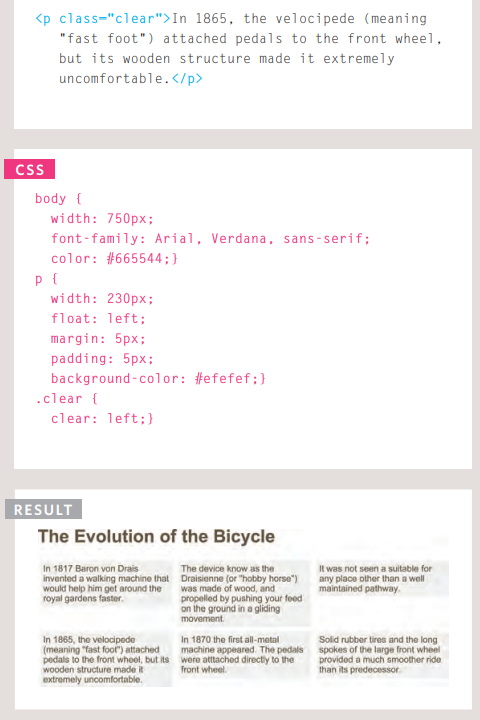 <p class="clear">In 1865, the velocipede (meaning
"fast foot") attached pedals to the front wheel,
but its wooden structure made it extremely
uncomfortable.</p>
CSS
body {
width: 750px;
font-family: Arial, Verdana, sans-serif;
color: #665544;}
p {
width: 230px;
float: left;
margin: 5px;
padding: 5px;
background-color: #efefef;}
.clear {
clear: left;}
RESULT
The Evolution of the Bicycle
In 1817 Baron von Drais
invented a walking machine that
would help him get around the
royal gardens faster.
The device know as the
Draisienne (or "hobby horse")
was made of wood, and
propelled by pushing your feed
on the ground in a gliding
movement.
It was not seen a suitable for
any place other than a well
maintained pathway.
In 1865, the velocipede
(meaning "fast foot") attached
pedals to the front wheel, but its
wooden structure made it
extremely uncomfortable.
In 1870 the first all-metal
machine appeared. The pedals
were atttached directly to the
front wheel.
Solid rubber tires and the long
spokes of the large front wheel
provided a much smoother ride
than its predecessor.